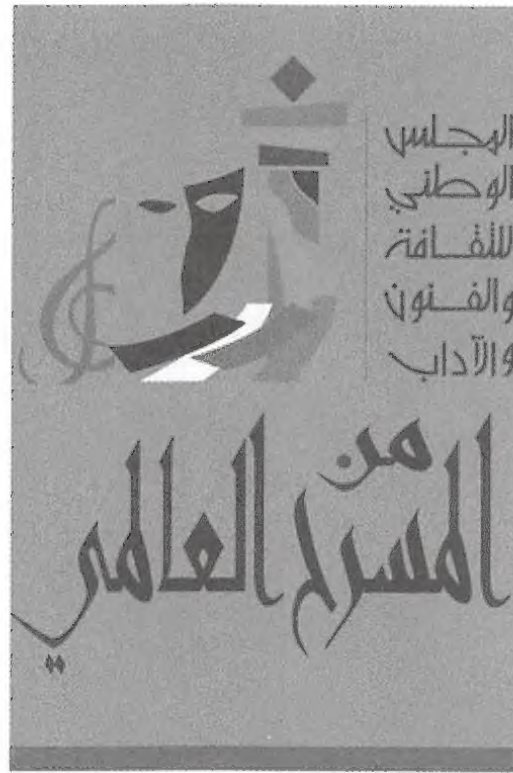 المجلس
الوطني
للثقافة
والفنون
والآداب
من
المسرح العالمي